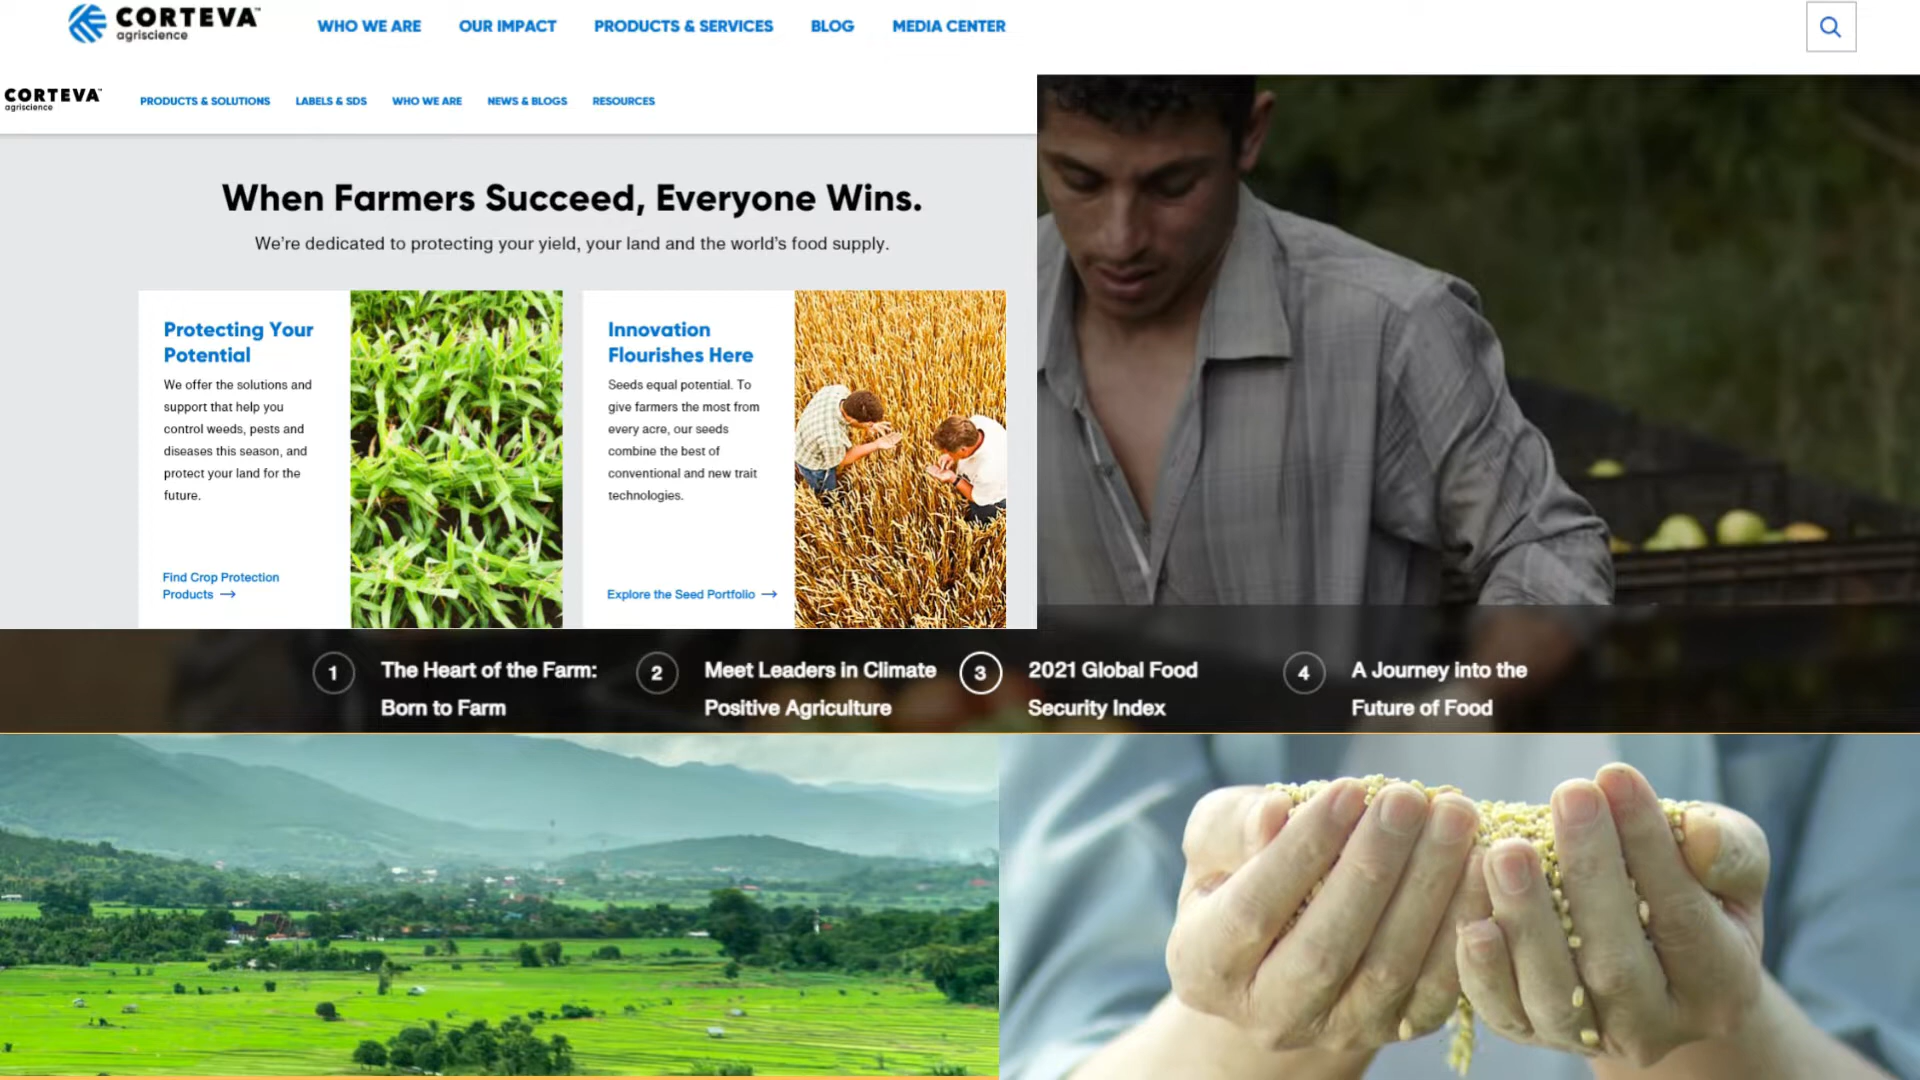 CORTEVA™
agriscience
WHO WE ARE
OUR IMPACT
PRODUCTS & SERVICES
BLOG
MEDIA CENTER
CORTEVA™
agriscience
PRODUCTS & SOLUTIONS
LABELS & SDS
WHO WE ARE
NEWS & BLOGS
RESOURCES
When Farmers Succeed, Everyone Wins.
We’re dedicated to protecting your yield, your land and the world’s food supply.
Protecting Your
Potential
We offer the solutions and
support that help you
control weeds, pests and
diseases this season, and
protect your land for the
future.
Find Crop Protection
Products →
Innovation
Flourishes Here
Seeds equal potential. To
give farmers the most from
every acre, our seeds
combine the best of
conventional and new trait
technologies.
Explore the Seed Portfolio →
1
The Heart of the Farm:
Born to Farm
2
Meet Leaders in Climate
Positive Agriculture
3
2021 Global Food
Security Index
4
A Journey into the
Future of Food